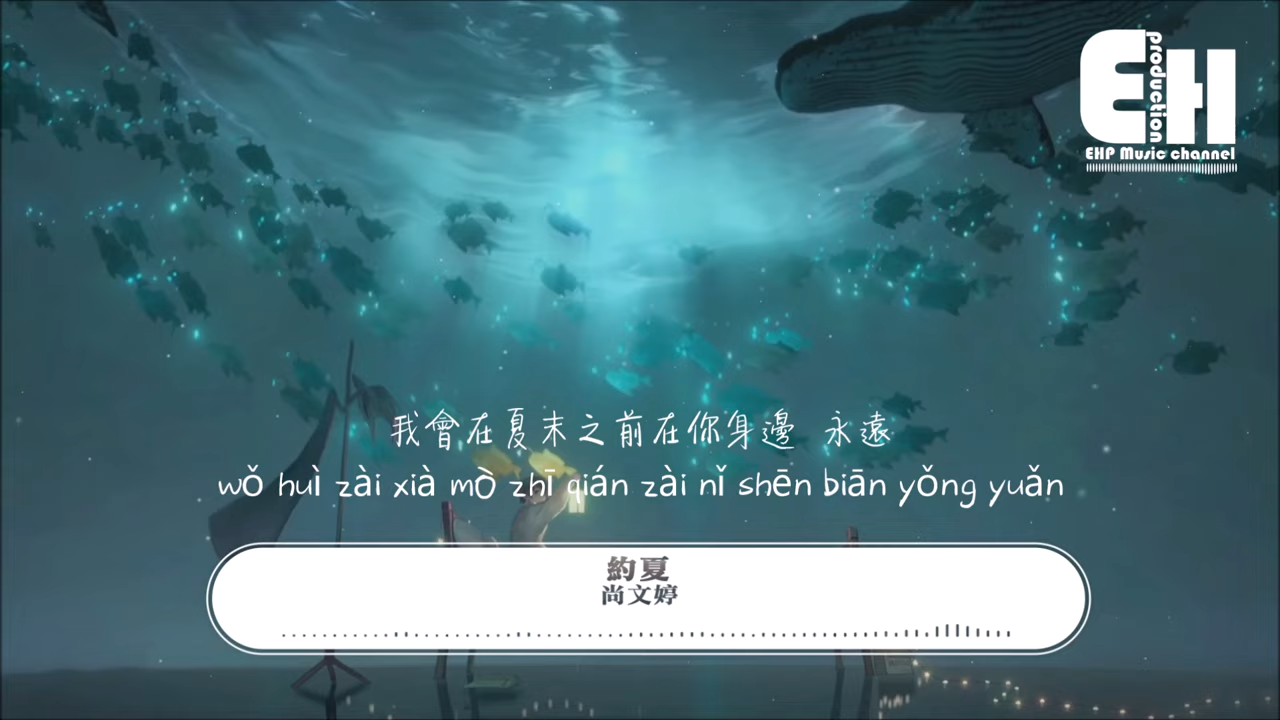 EH
production
EHP Music channel
我會在夏末之前在你身邊 永遠
wǒ huì zài xià mò zhī qián zài nǐ shēn biān yǒng yuǎn
約夏
尚文婷